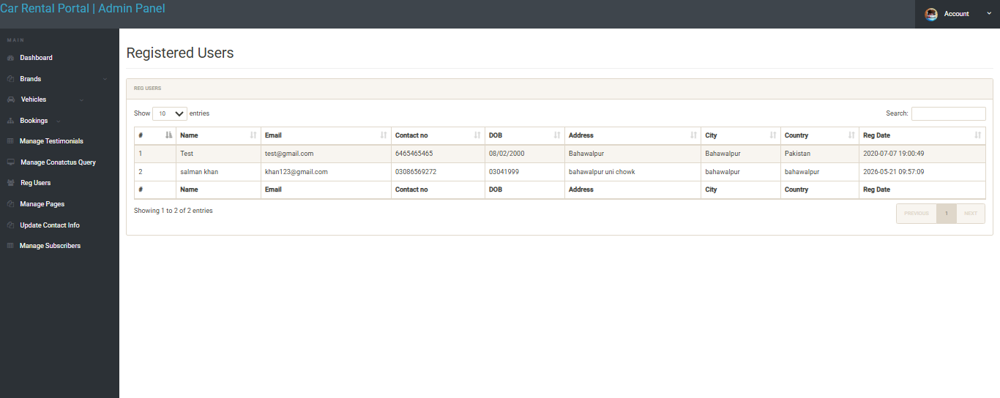 Car Rental Portal | Admin Panel
Account
MAIN
Dashboard
Brands
Vehicles
Bookings
Manage Testimonials
Manage Conatctus Query
Reg Users
Manage Pages
Update Contact Info
Manage Subscribers
Registered Users
REG USERS
Show 10 entries Search:
# Name Email Contact no DOB Address City Country Reg Date
1 Test test@gmail.com 6465465465 08/02/2000 Bahawalpur Bahawalpur Pakistan 2020-07-07 19:00:49
2 salman khan khan123@gmail.com 03086569272 03041999 bahawalpur uni chowk bahawalpur bahawalpur 2026-05-21 09:57:09
# Name Email Contact no DOB Address City Country Reg Date
Showing 1 to 2 of 2 entries PREVIOUS 1 NEXT